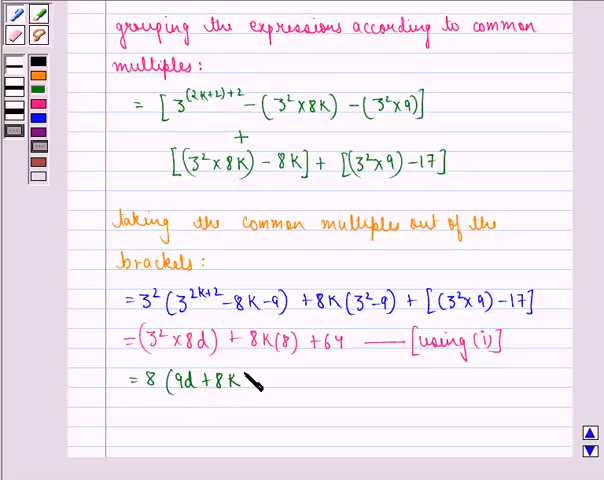 grouping the expressions according to common
multiples:
= [3^(2K+2)+2 - (3² × 8K) - (3² × 9)]
+
[(3² × 8K) - 8K] + [(3² × 9) - 17]
taking the common multiples out of the
brackets:
= 3² (3^2K+2 - 8K - 9) + 8K (3² - 9) + [(3² × 9) - 17]
= (3² × 8d) + 8K(8) + 64 —— [using (i)]
= 8 (9d + 8K